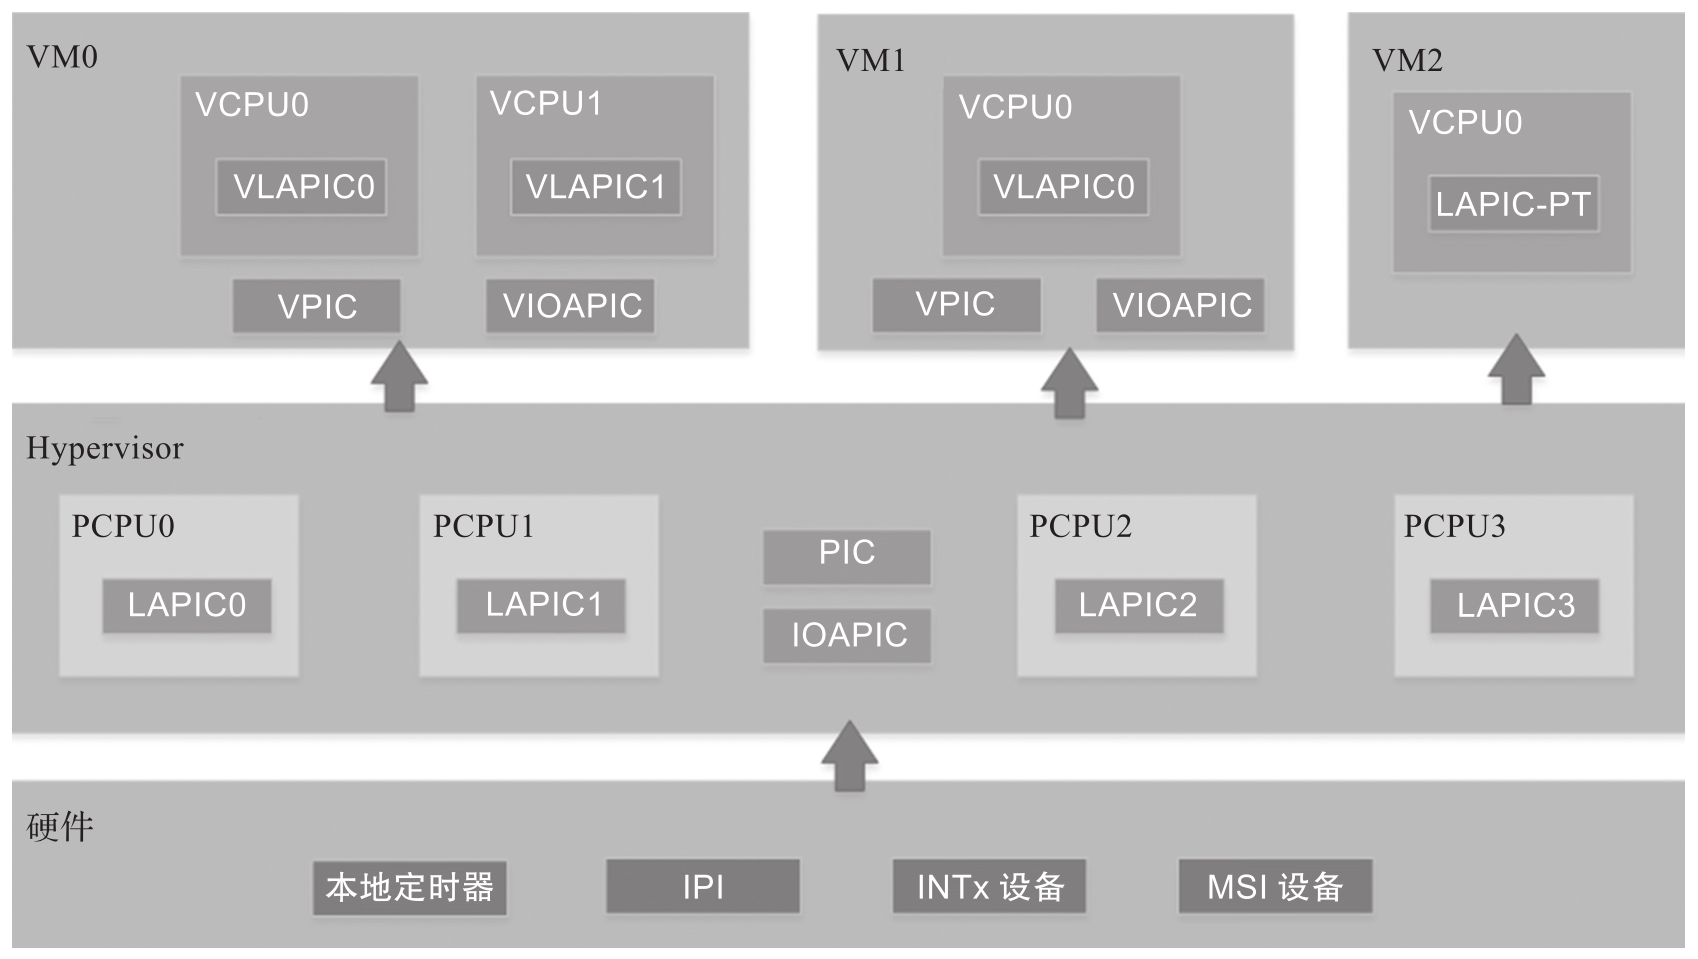 VM0
VCPU0
VLAPIC0
VCPU1
VLAPIC1
VPIC
VIOAPIC
VM1
VCPU0
VLAPIC0
VPIC
VIOAPIC
VM2
VCPU0
LAPIC-PT
Hypervisor
PCPU0
LAPIC0
PCPU1
LAPIC1
PIC
IOAPIC
PCPU2
LAPIC2
PCPU3
LAPIC3
硬件
本地定时器
IPI
INTx 设备
MSI 设备